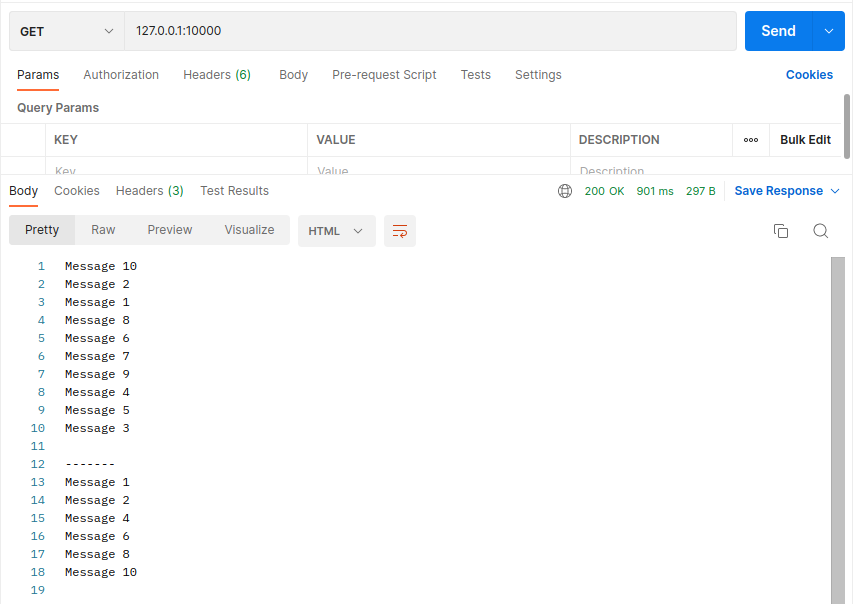 GET 127.0.0.1:10000 Send
Params Authorization Headers (6) Body Pre-request Script Tests Settings Cookies
Query Params
KEY VALUE DESCRIPTION ooo Bulk Edit
Key Value Description
Body Cookies Headers (3) Test Results 200 OK 901 ms 297 B Save Response
Pretty Raw Preview Visualize HTML
1 Message 10
2 Message 2
3 Message 1
4 Message 8
5 Message 6
6 Message 7
7 Message 9
8 Message 4
9 Message 5
10 Message 3
11
12 -------
13 Message 1
14 Message 2
15 Message 4
16 Message 6
17 Message 8
18 Message 10
19